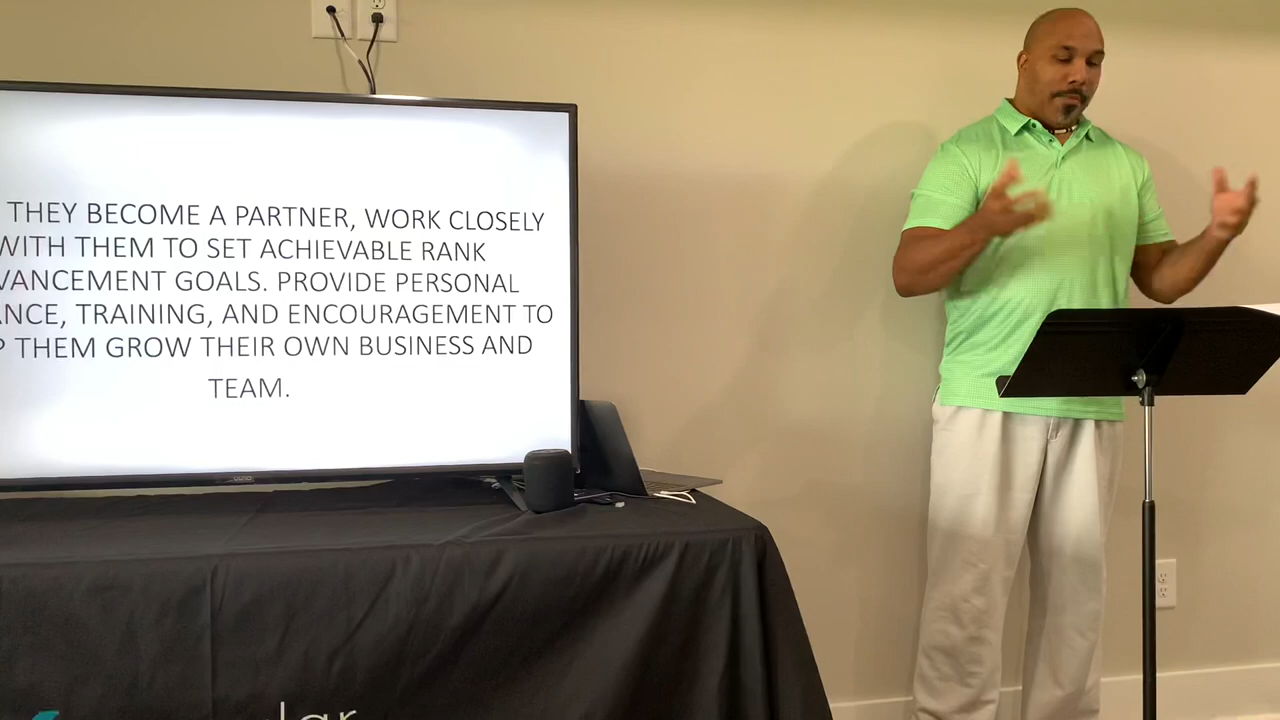 THEY BECOME A PARTNER, WORK CLOSELY
WITH THEM TO SET ACHIEVABLE RANK
VANCEMENT GOALS. PROVIDE PERSONAL
ANCE, TRAINING, AND ENCOURAGEMENT TO
P THEM GROW THEIR OWN BUSINESS AND
TEAM.
lar